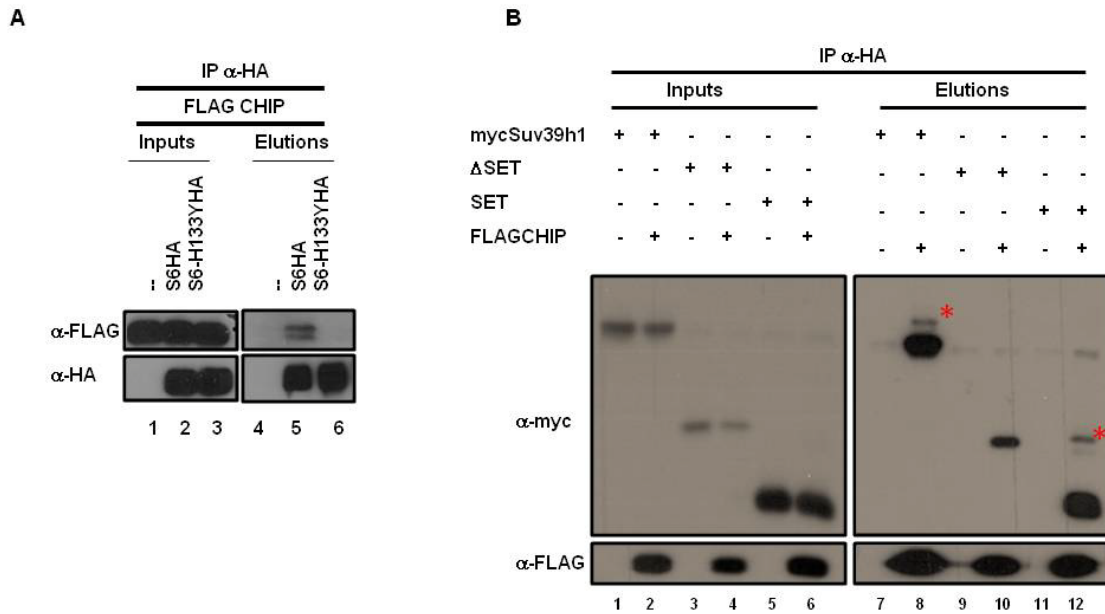 A
IP α-HA
FLAG CHIP
Inputs Elutions
-- S6HA S6-H133YHA -- S6HA S6-H133YHA
α-FLAG
α-HA
1 2 3 4 5 6
B
IP α-HA
Inputs Elutions
mycSuv39h1 + + - - - - + + - - - -
ΔSET - - + + - - - - + + - -
SET - - - - + + - - - - + +
FLAGCHIP - + - + - + - + - + - +
*
*
α-myc
α-FLAG
1 2 3 4 5 6 7 8 9 10 11 12